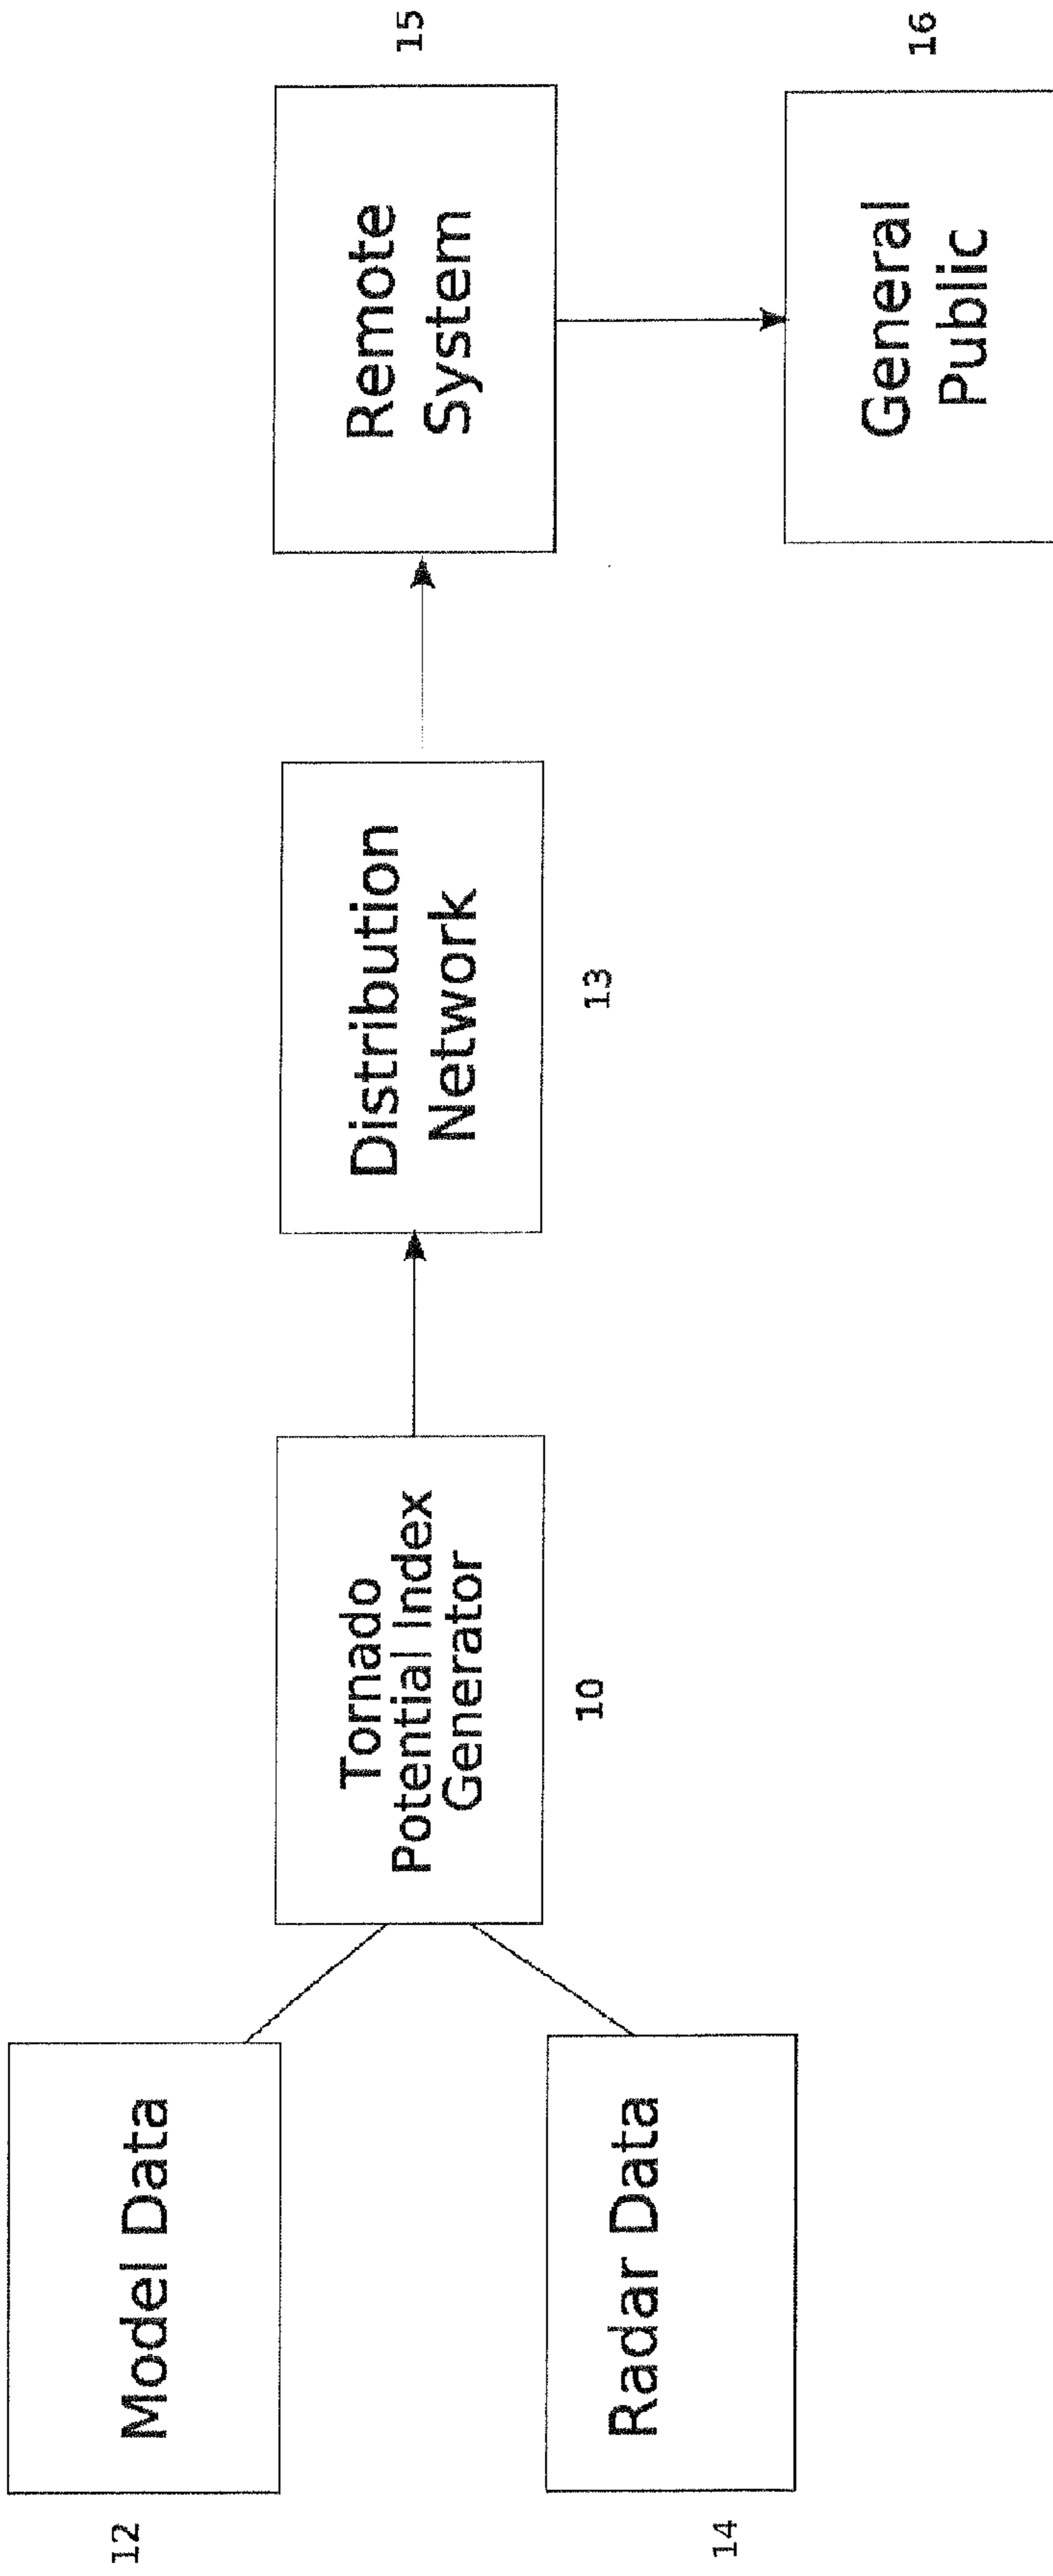 12
Model Data
14
Radar Data
Tornado
Potential Index
Generator
10
Distribution
Network
13
Remote
System
15
General
Public
16